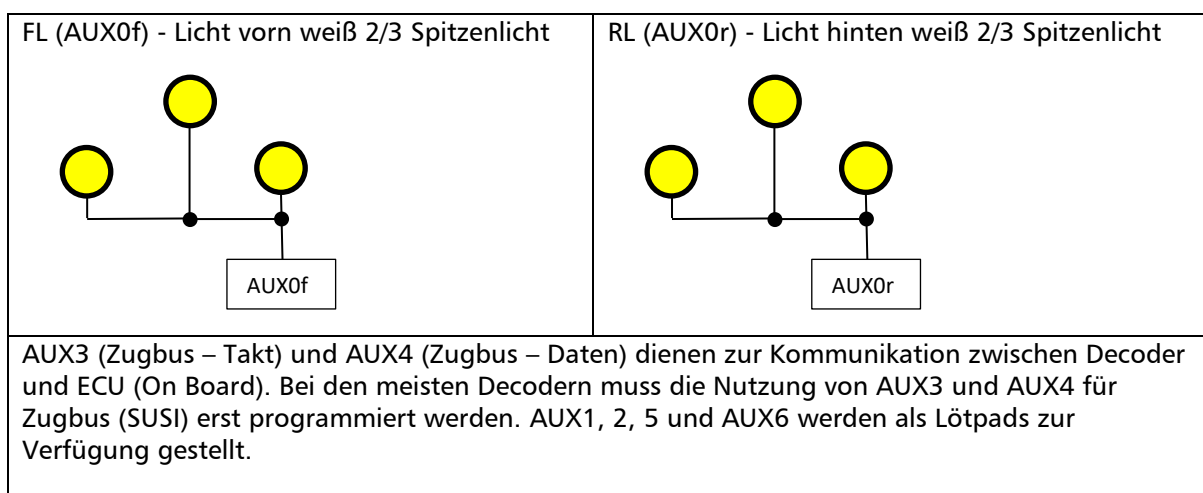 FL (AUX0f) - Licht vorn weiß 2/3 Spitzenlicht
AUX0f
RL (AUX0r) - Licht hinten weiß 2/3 Spitzenlicht
AUX0r
AUX3 (Zugbus – Takt) und AUX4 (Zugbus – Daten) dienen zur Kommunikation zwischen Decoder
und ECU (On Board). Bei den meisten Decodern muss die Nutzung von AUX3 und AUX4 für
Zugbus (SUSI) erst programmiert werden. AUX1, 2, 5 und AUX6 werden als Lötpads zur
Verfügung gestellt.